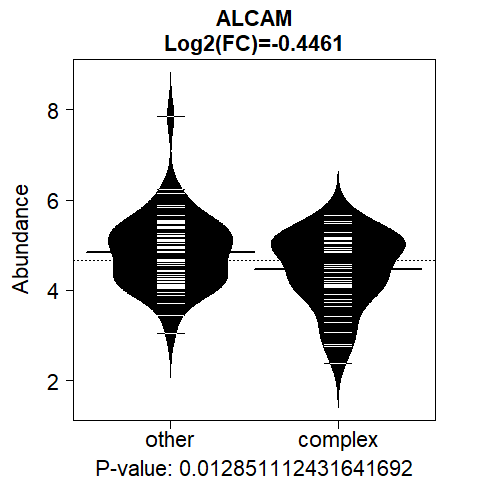 ALCAM
Log2(FC)=-0.4461
Abundance
8
6
4
2
other complex
P-value: 0.012851112431641692